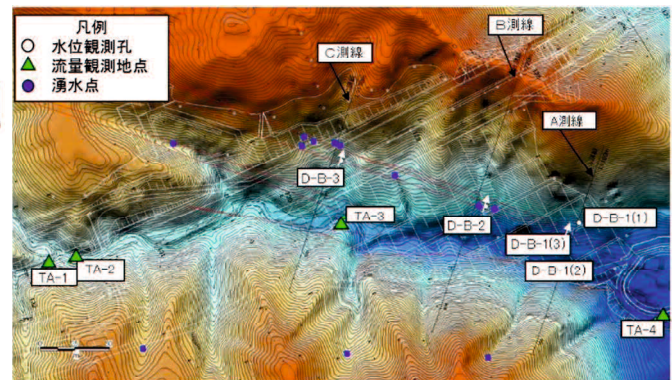 凡例
水位観測孔
流量観測地点
湧水点
C測線
B測線
A測線
D-B-3
D-B-2
D-B-1(1)
D-B-1(3)
D-B-1(2)
TA-3
TA-1
TA-2
TA-4